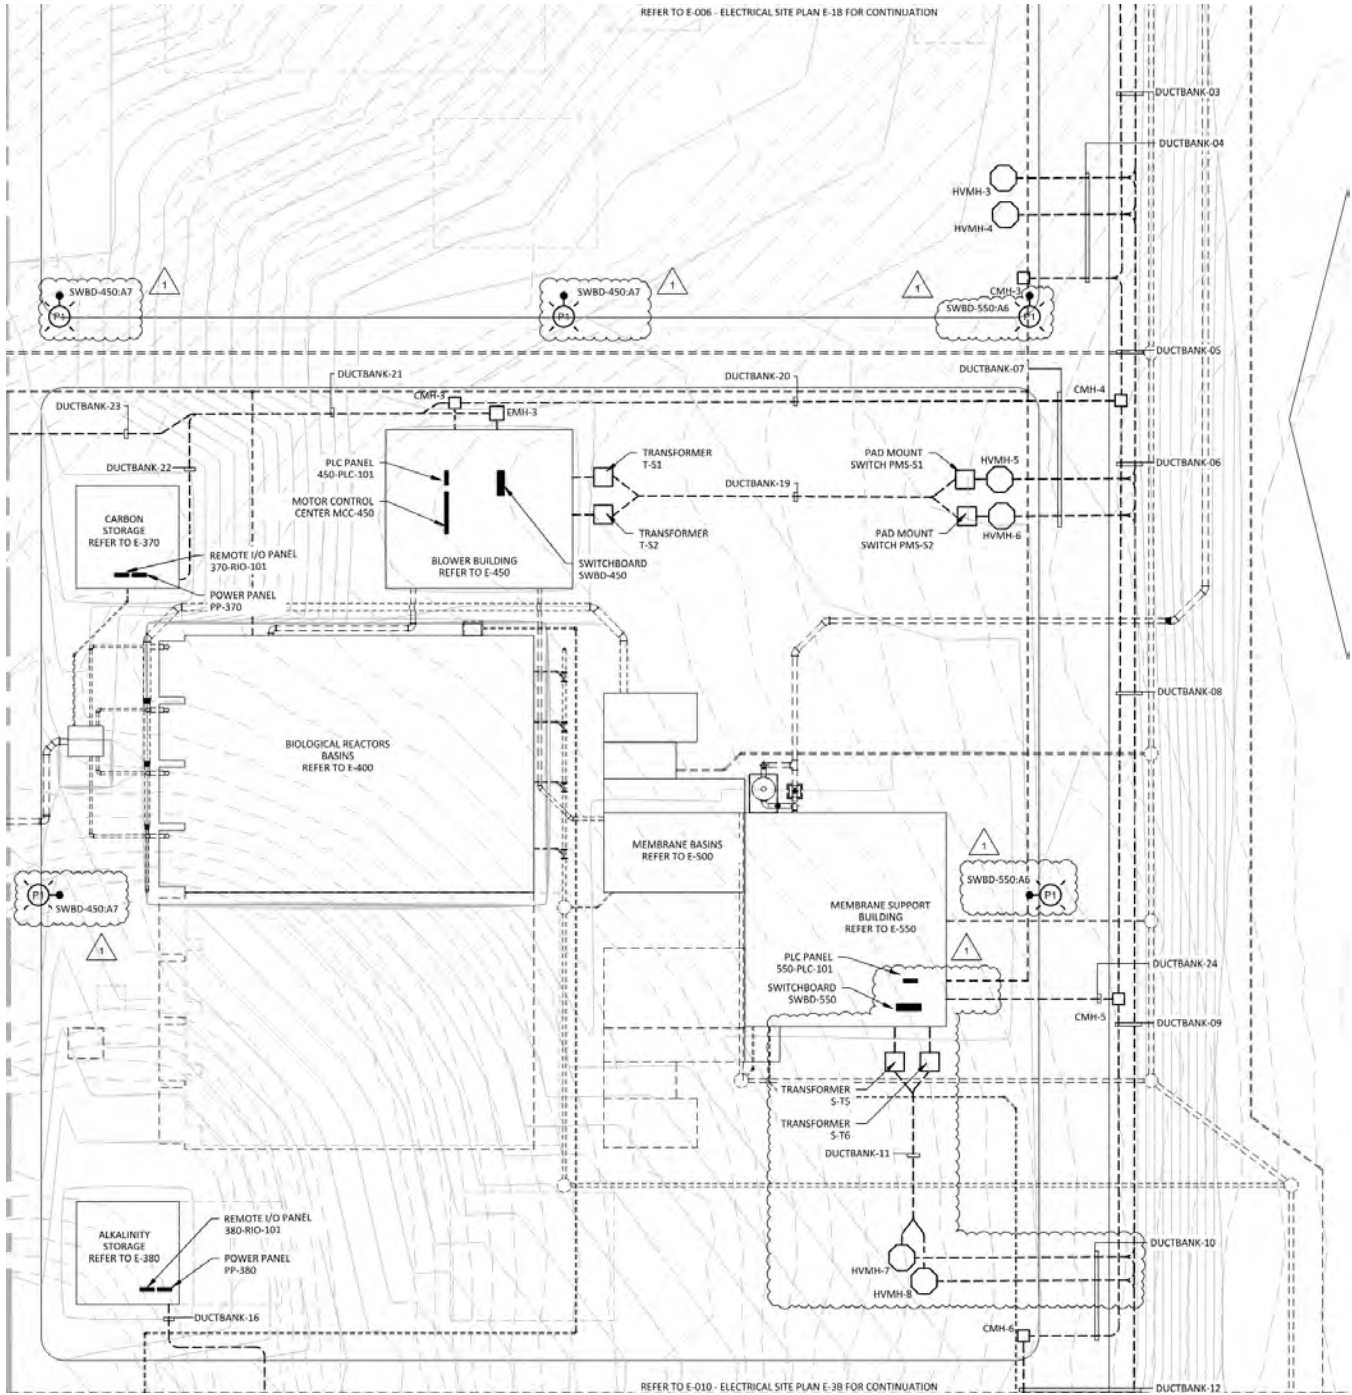 REFER TO E-006 - ELECTRICAL SITE PLAN E-1B FOR CONTINUATION
DUCTBANK-03
DUCTBANK-04
HVMH-3
HVMH-4
SWBD-450:A7
1
P1
SWBD-450:A7
1
P1
1
CMH-3
SWBD-550:A6
P1
DUCTBANK-05
DUCTBANK-07
DUCTBANK-21
DUCTBANK-20
CMH-4
CMH-3
EMH-3
DUCTBANK-23
DUCTBANK-22
PLC PANEL
450-PLC-101
MOTOR CONTROL
CENTER MCC-450
TRANSFORMER
T-S1
PAD MOUNT
SWITCH PMS-S1
HVMH-5
DUCTBANK-06
DUCTBANK-19
CARBON
STORAGE
REFER TO E-370
REMOTE I/O PANEL
370-RIO-101
POWER PANEL
PP-370
BLOWER BUILDING
REFER TO E-450
TRANSFORMER
T-S2
SWITCHBOARD
SWBD-450
PAD MOUNT
SWITCH PMS-S2
HVMH-6
DUCTBANK-08
BIOLOGICAL REACTORS
BASINS
REFER TO E-400
MEMBRANE BASINS
REFER TO E-500
1
SWBD-550:A6
P1
P1
SWBD-450:A7
1
MEMBRANE SUPPORT
BUILDING
REFER TO E-550
1
PLC PANEL
550-PLC-101
SWITCHBOARD
SWBD-550
DUCTBANK-24
CMH-5
DUCTBANK-09
TRANSFORMER
S-T5
TRANSFORMER
S-T6
DUCTBANK-11
ALKALINITY
STORAGE
REFER TO E-380
REMOTE I/O PANEL
380-RIO-101
POWER PANEL
PP-380
DUCTBANK-16
DUCTBANK-10
HVMH-7
HVMH-8
CMH-6
REFER TO E-010 - ELECTRICAL SITE PLAN E-3B FOR CONTINUATION
DUCTBANK-12